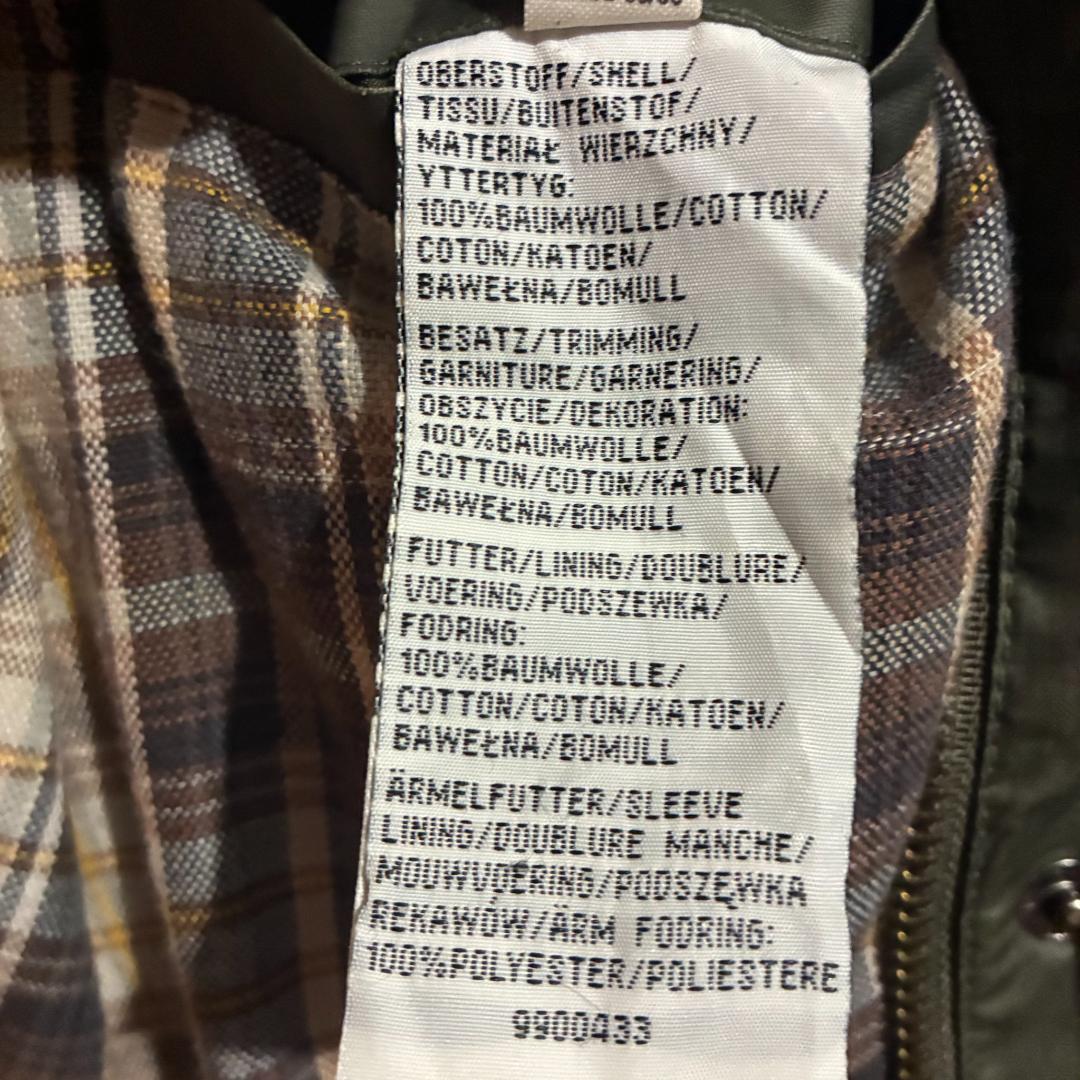 OBERSTOFF/SHELL/
TISSU/BUITENSTOF/
MATERIAŁ WIERZCHNY/
YTTERTYG:
100%BAUMWOLLE/COTTON/
COTON/KATOEN/
BAWEŁNA/BOMULL
BESATZ/TRIMMING/
GARNITURE/GARNERING/
OBSZYCIE/DEKORATION:
100%BAUMWOLLE/
COTTON/COTON/KATOEN/
BAWEŁNA/BOMULL
FUTTER/LINING/DOUBLURE/
VOERING/PODSZEWKA/
FODRING:
100%BAUMWOLLE/
COTTON/COTON/KATOEN/
BAWEŁNA/BOMULL
ÄRMELFUTTER/SLEEVE
LINING/DOUBLURE MANCHE/
MOUWVOERING/PODSZĘWKA
REKAWÓW/ÄRM FODRING:
100%POLYESTER/POLIESTERE
9900433